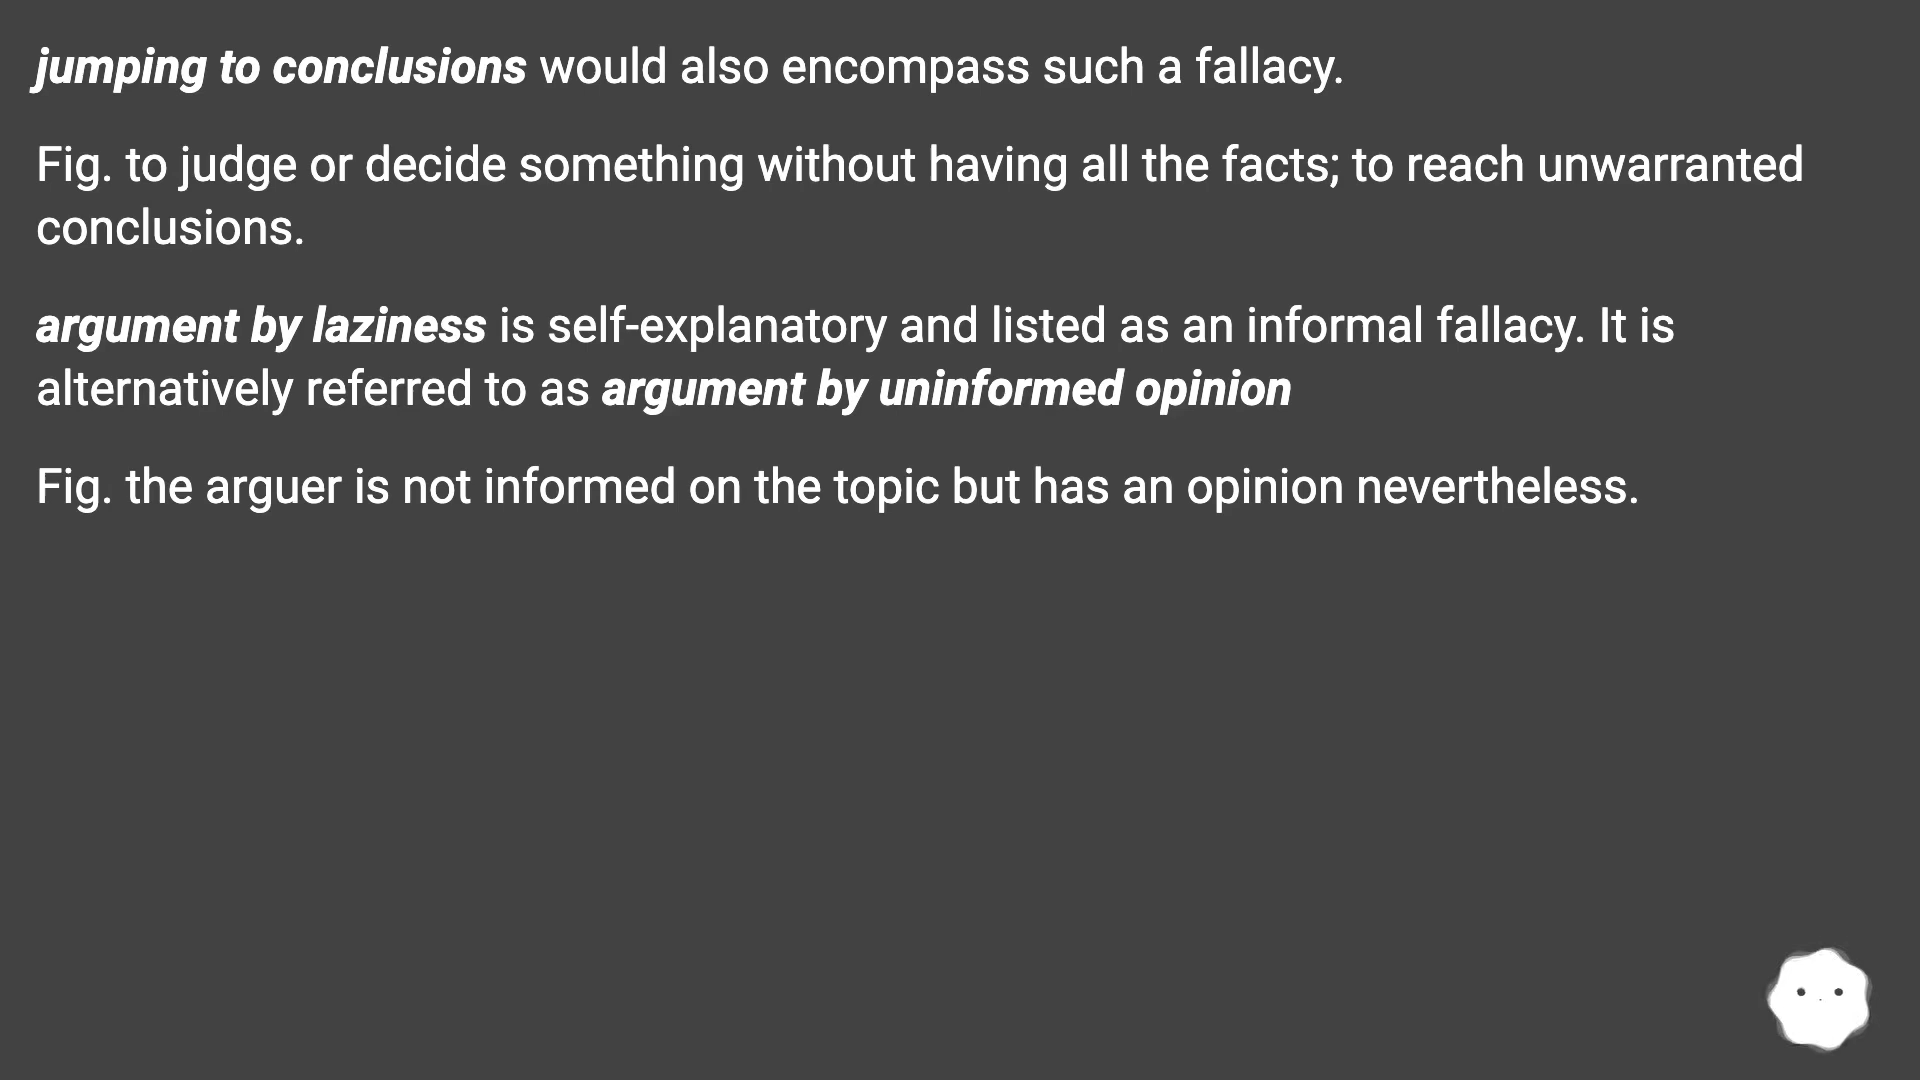 jumping to conclusions would also encompass such a fallacy.
Fig. to judge or decide something without having all the facts; to reach unwarranted
conclusions.
argument by laziness is self-explanatory and listed as an informal fallacy. It is
alternatively referred to as argument by uninformed opinion
Fig. the arguer is not informed on the topic but has an opinion nevertheless.